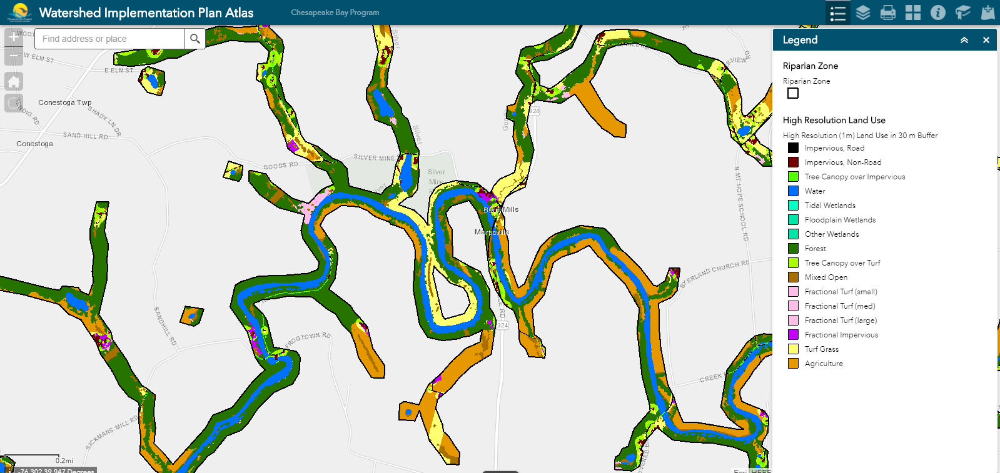 Watershed Implementation Plan Atlas
Chesapeake Bay Program
Find address or place
Legend
Riparian Zone
Riparian Zone
High Resolution Land Use
High Resolution (1m) Land Use in 30 m Buffer
Impervious, Road
Impervious, Non-Road
Tree Canopy over Impervious
Water
Tidal Wetlands
Floodplain Wetlands
Other Wetlands
Forest
Tree Canopy over Turf
Mixed Open
Fractional Turf (small)
Fractional Turf (med)
Fractional Turf (large)
Fractional Impervious
Turf Grass
Agriculture
W ELM ST
E ELM ST
Conestoga Twp
SHADY LN DR
SAND HILL RD
Conestoga
GOODS RD
SILVER MINE
Silver
Silver
Silver
Mine
324
N MT HOPE SCHOOL RD
Burnt Mills
Marticville
BYERLAND CHURCH RD
SANDHILL RD
FROGTOWN RD
324
CREEK
SICKMANS MILL RD
0.2mi
-76.302 39.947 Degrees